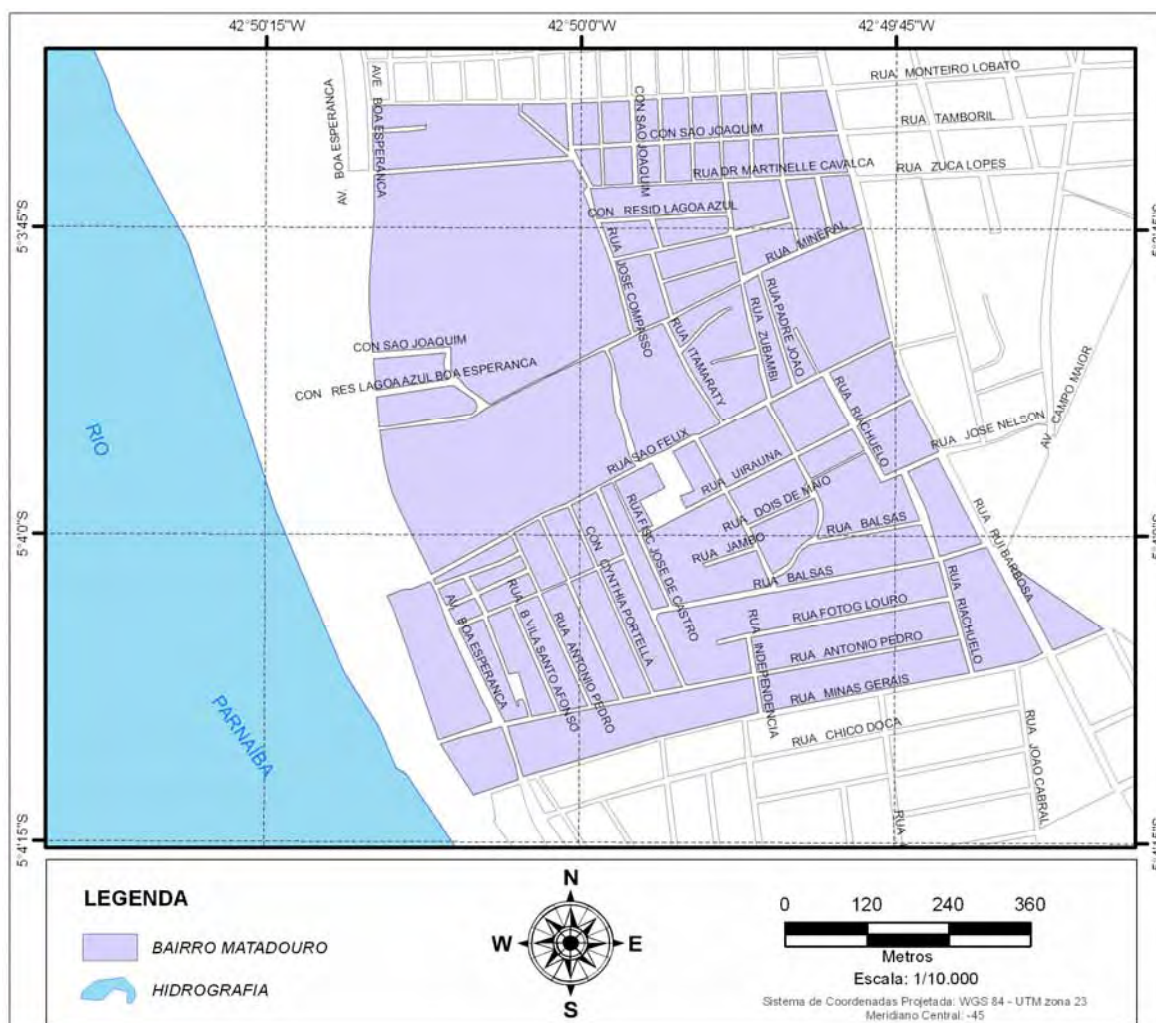 42°50'15"W
42°50'0"W
42°49'45"W
AV. BOA ESPERANCA
AVE BOA ESPERANCA
CON SAO JOAQUIM
CON SAO JOAQUIM
RUA MONTEIRO LOBATO
RUA TAMBORIL
RUA DR MARTINELLE CAVALCA
RUA ZUCA LOPES
5°3'45"S
CON RESID LAGOA AZUL
RUA MINERAL
RUA JOSE COMPASSO
RUA PADRE JOAO
RUA ZUBAMBI
RUA ITAMARATY
CON SAO JOAQUIM
CON RES LAGOA AZUL BOA ESPERANCA
AV. CAMPO MAIOR
RUA RIACHUELO
RUA JOSE NELSON
RIO
RUA SAO FELIX
RUA UIRAUNA
RUA DOIS DE MAIO
RUA FISC JOSE DE CASTRO
RUA BALSAS
RUA JAMBO
RUA RUI BARBOSA
5°4'0"S
CON CYNTHIA PORTELLA
RUA BALSAS
RUA RIACHUELO
AV. BOA ESPERANCA
RUA B VILA SANTO AFONSO
RUA ANTONIO PEDRO
RUA FOTOG LOURO
RUA INDEPENDENCIA
RUA ANTONIO PEDRO
RUA MINAS GERAIS
PARNAÍBA
RUA CHICO DOCA
RUA JOAO CABRAL
RUA
5°4'15"S
LEGENDA
BAIRRO MATADOURO
HIDROGRAFIA
N
W
E
S
0 120 240 360
Metros
Escala: 1/10.000
Sistema de Coordenadas Projetada: WGS 84 - UTM zona 23
Meridiano Central: -45